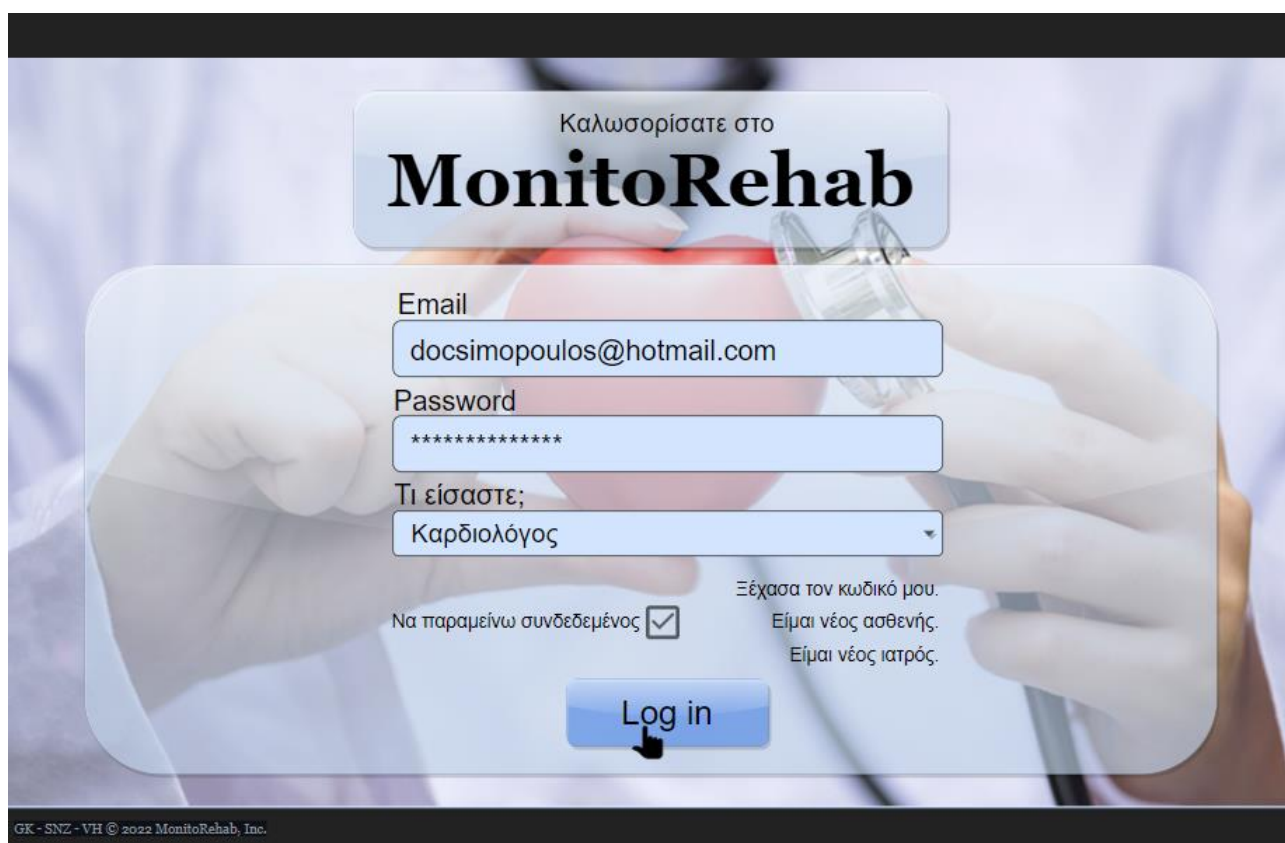 Καλωσορίσατε στο
MonitoRehab
Email
docsimopoulos@hotmail.com
Password
**************
Τι είσαστε;
Καρδιολόγος
Ξέχασα τον κωδικό μου.
Να παραμείνω συνδεδεμένος Είμαι νέος ασθενής.
Είμαι νέος ιατρός.
Log in
GK - SNZ - VH © 2022 MonitoRehab, Inc.